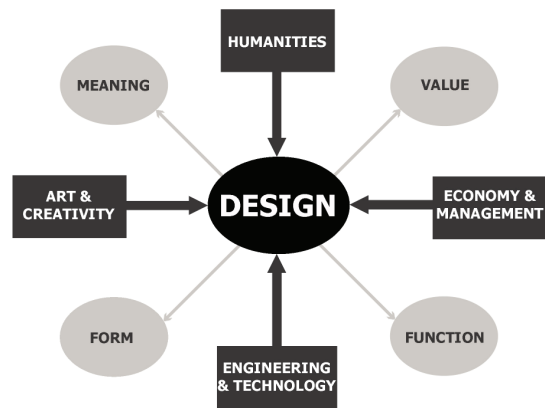 HUMANITIES
MEANING
VALUE
ART &
CREATIVITY
DESIGN
ECONOMY &
MANAGEMENT
FORM
FUNCTION
ENGINEERING
& TECHNOLOGY